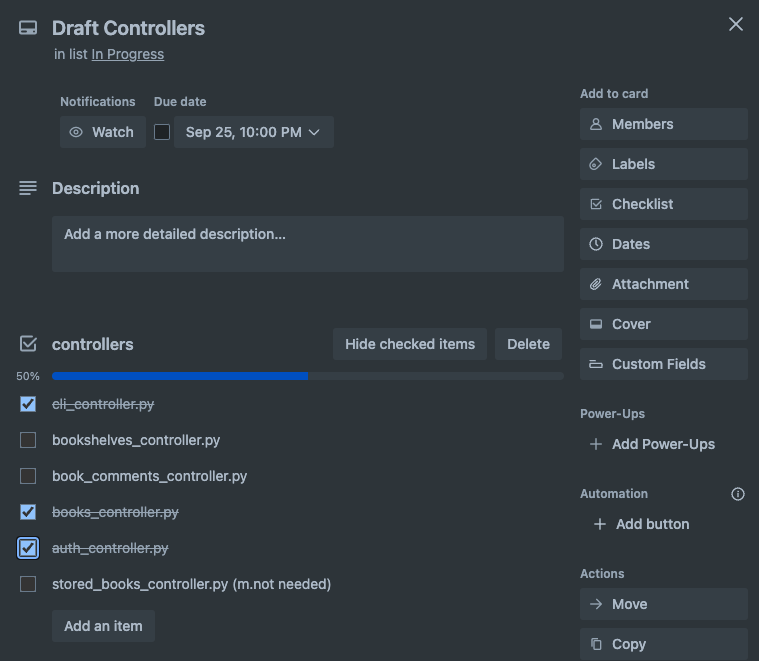 Draft Controllers
in list In Progress
Notifications
Due date
Watch
Sep 25, 10:00 PM
Description
Add a more detailed description...
controllers
Hide checked items
Delete
50%
cli_controller.py
bookshelves_controller.py
book_comments_controller.py
books_controller.py
auth_controller.py
stored_books_controller.py (m.not needed)
Add an item
Add to card
Members
Labels
Checklist
Dates
Attachment
Cover
Custom Fields
Power-Ups
Add Power-Ups
Automation
Add button
Actions
Move
Copy